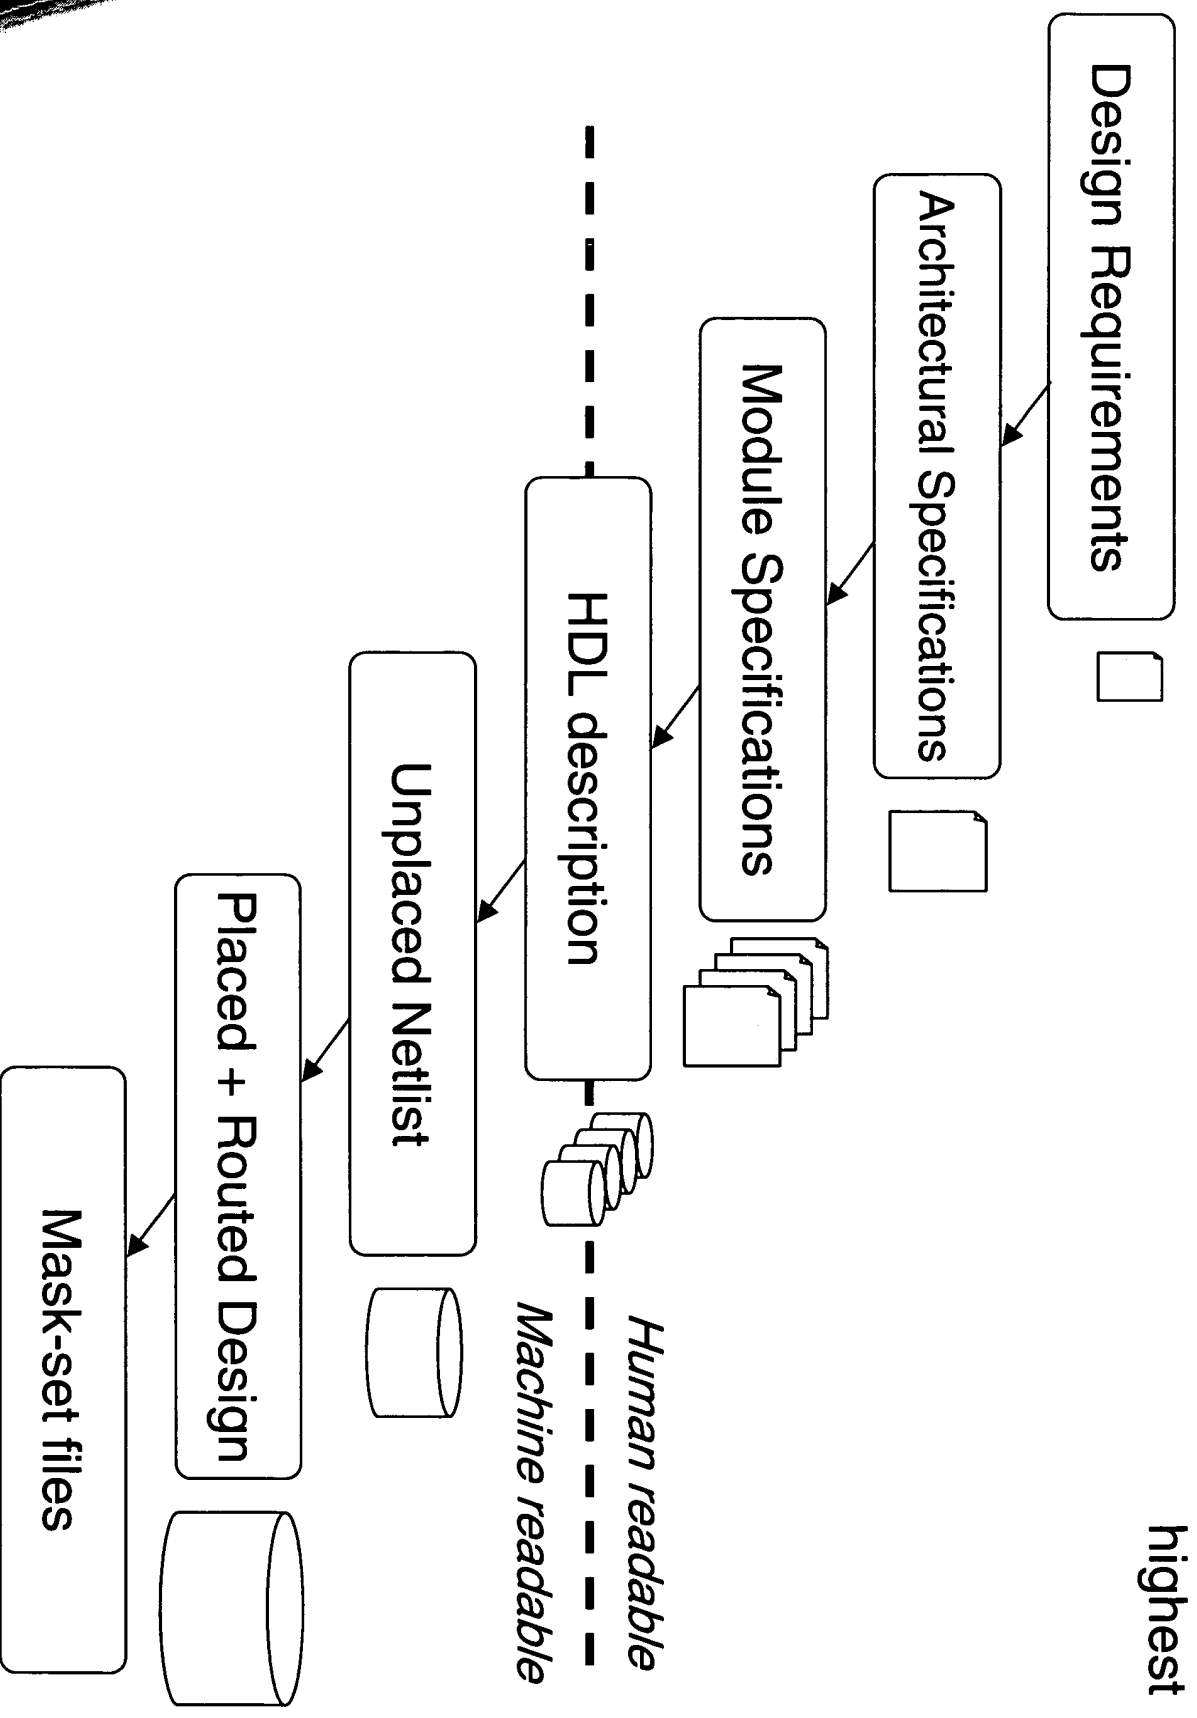 highest
Design Requirements
Architectural Specifications
Module Specifications
Human readable
HDL description
Machine readable
Unplaced Netlist
Placed + Routed Design
Mask-set files